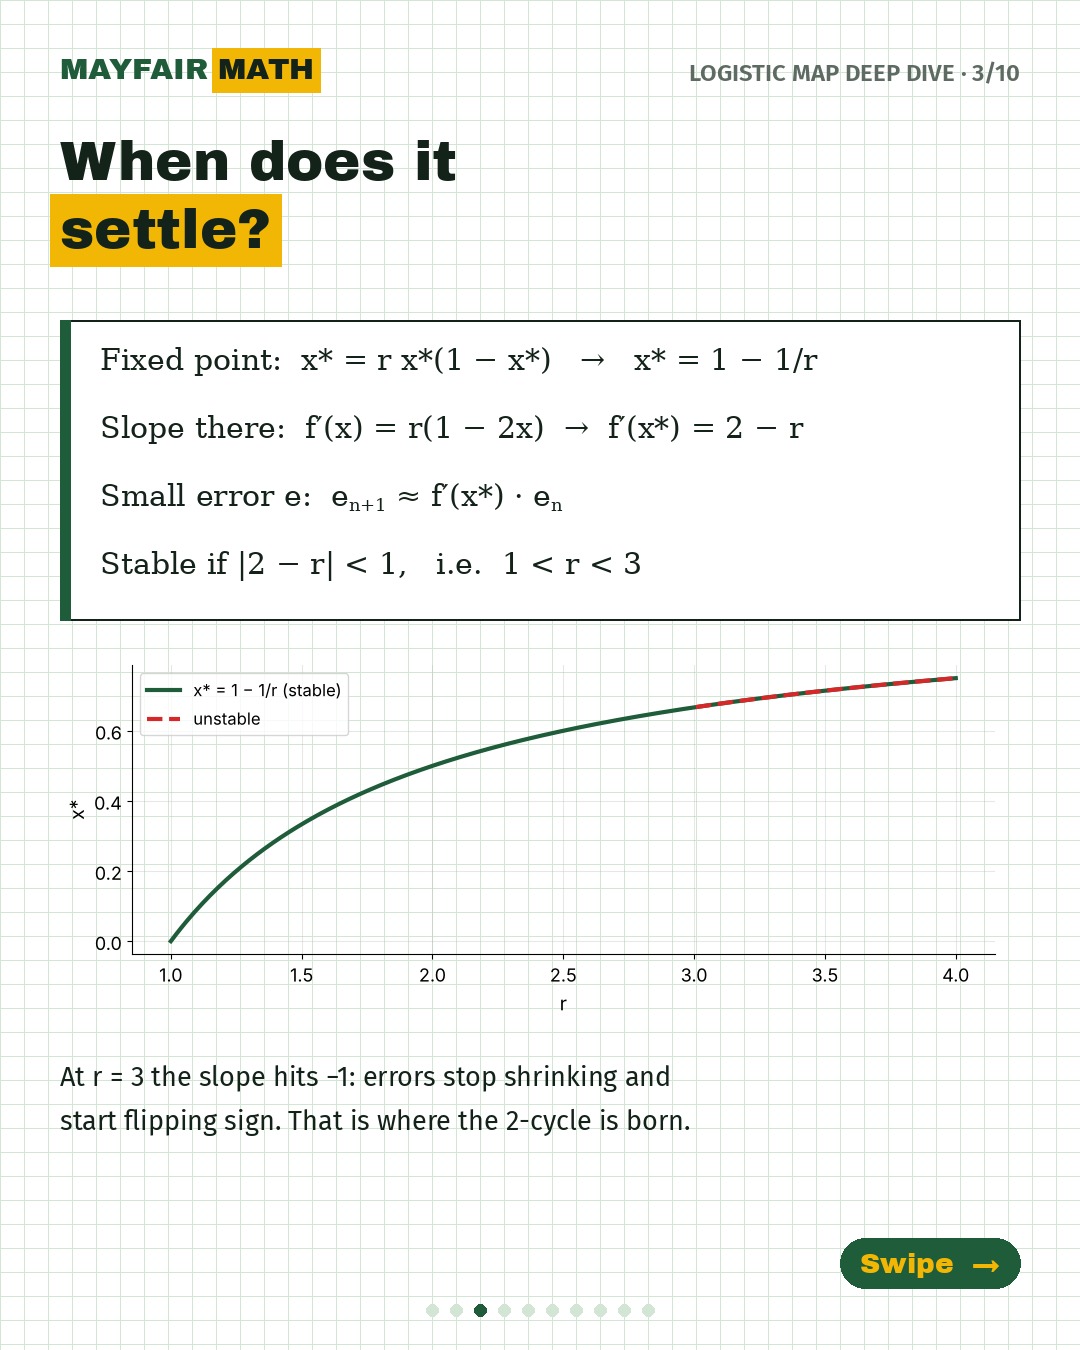 MAYFAIR MATH
LOGISTIC MAP DEEP DIVE · 3/10
When does it
settle?
Fixed point: x* = r x*(1 − x*) → x* = 1 − 1/r
Slope there: f′(x) = r(1 − 2x) → f′(x*) = 2 − r
Small error e: eₙ₊₁ ≈ f′(x*) · eₙ
Stable if |2 − r| < 1, i.e. 1 < r < 3
x* = 1 − 1/r (stable)
unstable
x*
0.6
0.4
0.2
0.0
1.0 1.5 2.0 2.5 3.0 3.5 4.0
r
At r = 3 the slope hits −1: errors stop shrinking and
start flipping sign. That is where the 2-cycle is born.
Swipe →